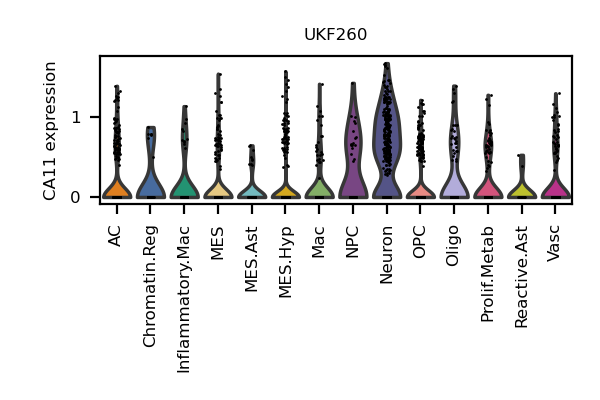 UKF260
CA11 expression
1
0
AC
Chromatin.Reg
Inflammatory.Mac
MES
MES.Ast
MES.Hyp
Mac
NPC
Neuron
OPC
Oligo
Prolif.Metab
Reactive.Ast
Vasc